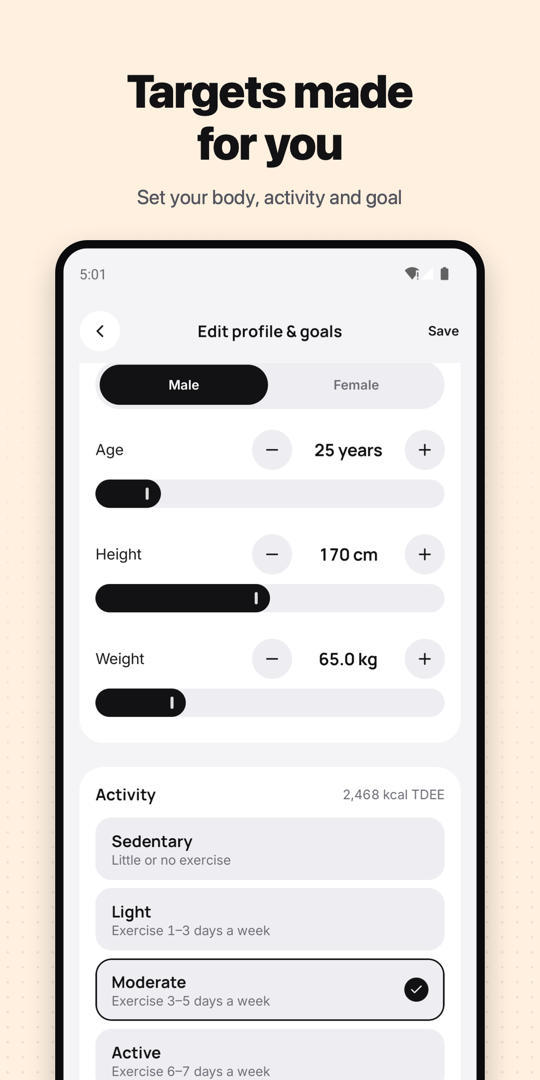 Targets made
for you
Set your body, activity and goal
5:01
Edit profile & goals
Save
Male
Female
Age
25 years
Height
170 cm
Weight
65.0 kg
Activity
2,468 kcal TDEE
Sedentary
Little or no exercise
Light
Exercise 1–3 days a week
Moderate
Exercise 3–5 days a week
Active
Exercise 6–7 days a week